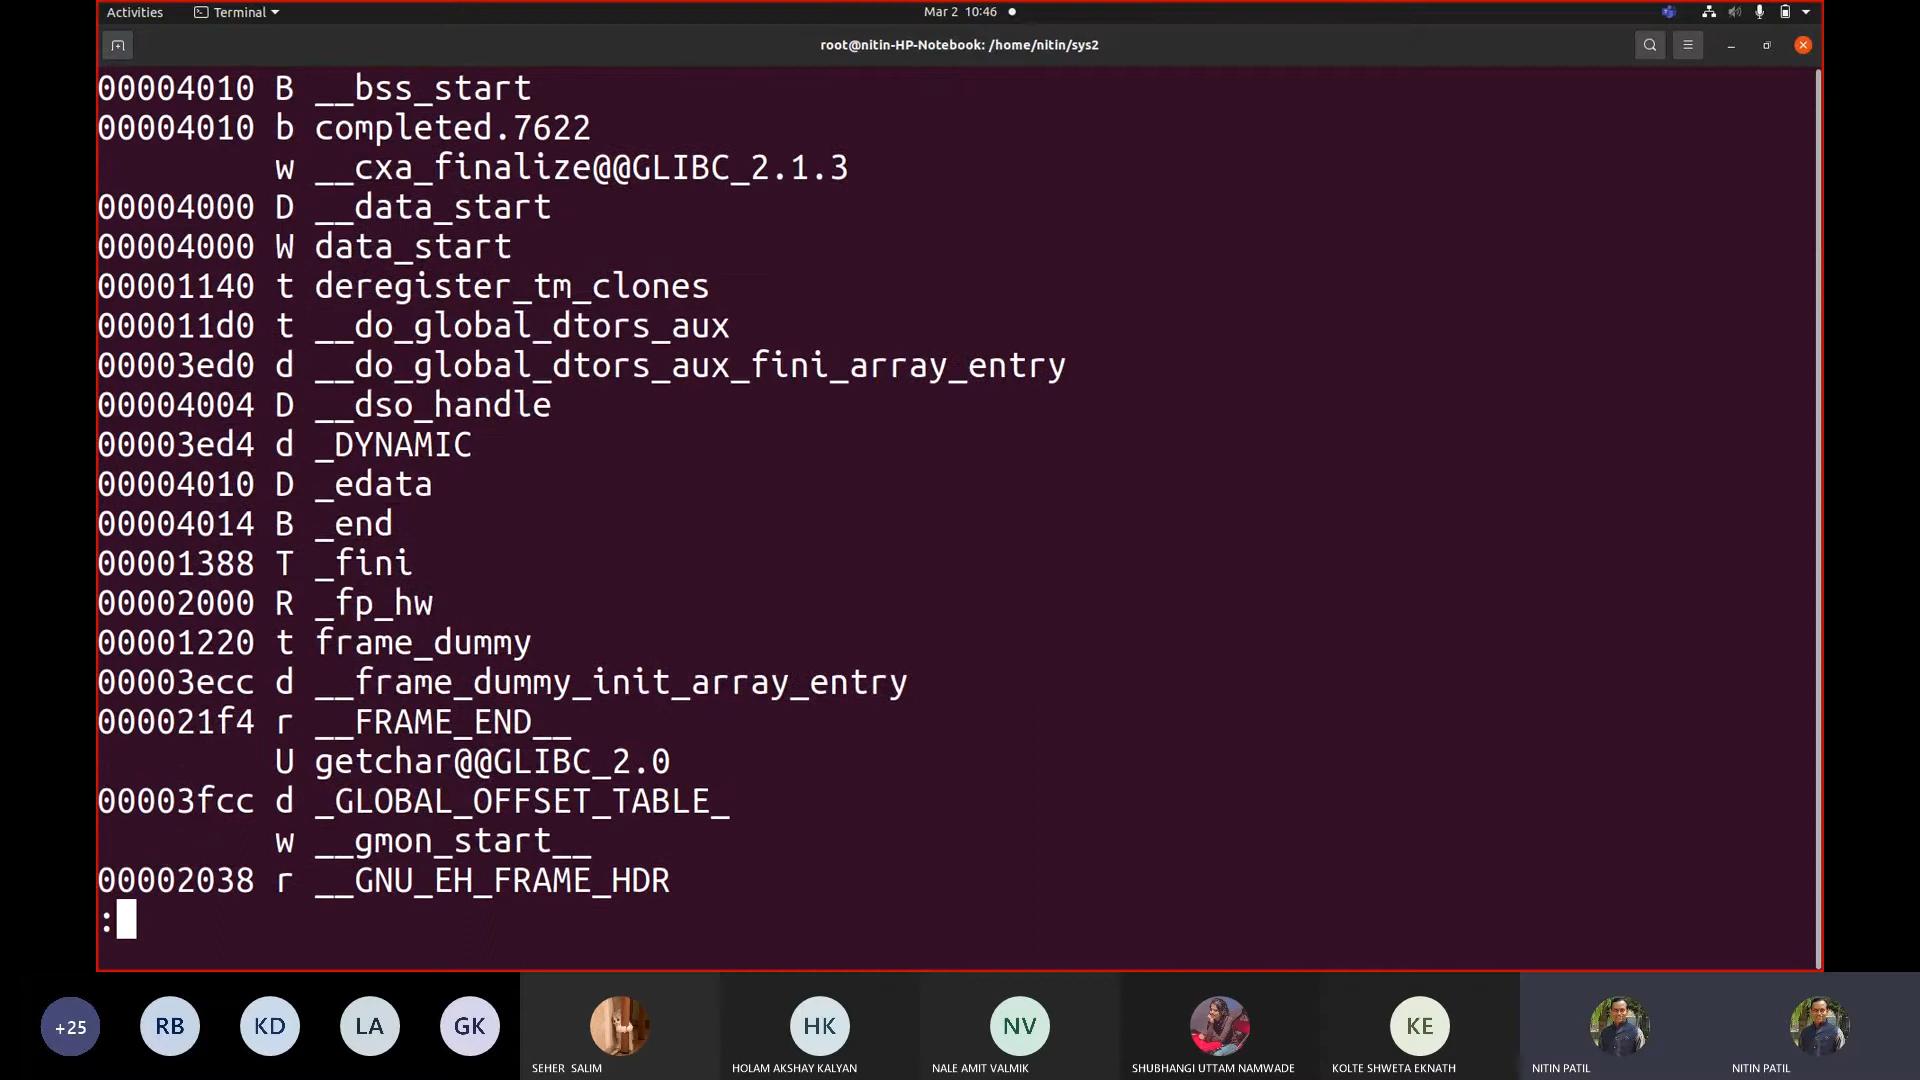 Activities Terminal Mar 2 10:46
root@nitin-HP-Notebook: /home/nitin/sys2
00004010 B __bss_start
00004010 b completed.7622
w __cxa_finalize@@GLIBC_2.1.3
00004000 D __data_start
00004000 W data_start
00001140 t deregister_tm_clones
000011d0 t __do_global_dtors_aux
00003ed0 d __do_global_dtors_aux_fini_array_entry
00004004 D __dso_handle
00003ed4 d _DYNAMIC
00004010 D _edata
00004014 B _end
00001388 T _fini
00002000 R _fp_hw
00001220 t frame_dummy
00003ecc d __frame_dummy_init_array_entry
000021f4 r __FRAME_END__
U getchar@@GLIBC_2.0
00003fcc d _GLOBAL_OFFSET_TABLE_
w __gmon_start__
00002038 r __GNU_EH_FRAME_HDR
:
+25 RB KD LA GK HK NV KE
SEHER SALIM HOLAM AKSHAY KALYAN NALE AMIT VALMIK SHUBHANGI UTTAM NAMWADE KOLTE SHWETA EKNATH NITIN PATIL NITIN PATIL